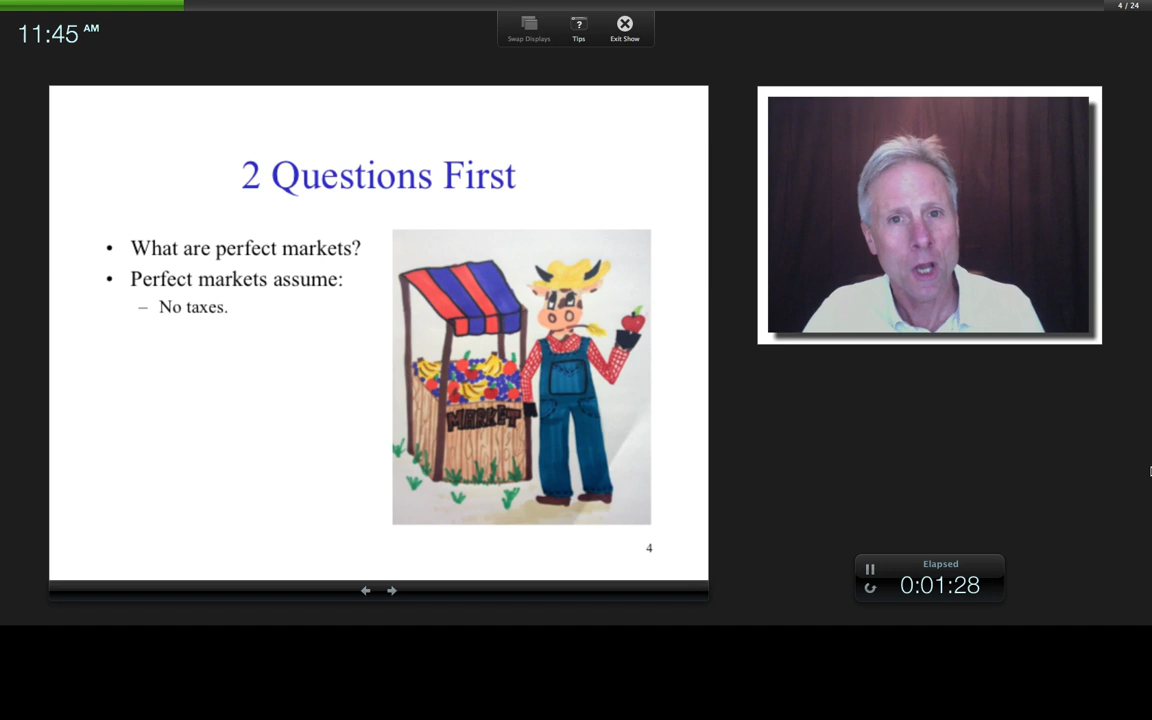 4 / 24
11:45 AM
Swap Displays
?
Tips
Exit Show
2 Questions First
• What are perfect markets?
• Perfect markets assume:
– No taxes.
MARKET
4
Elapsed
0:01:28